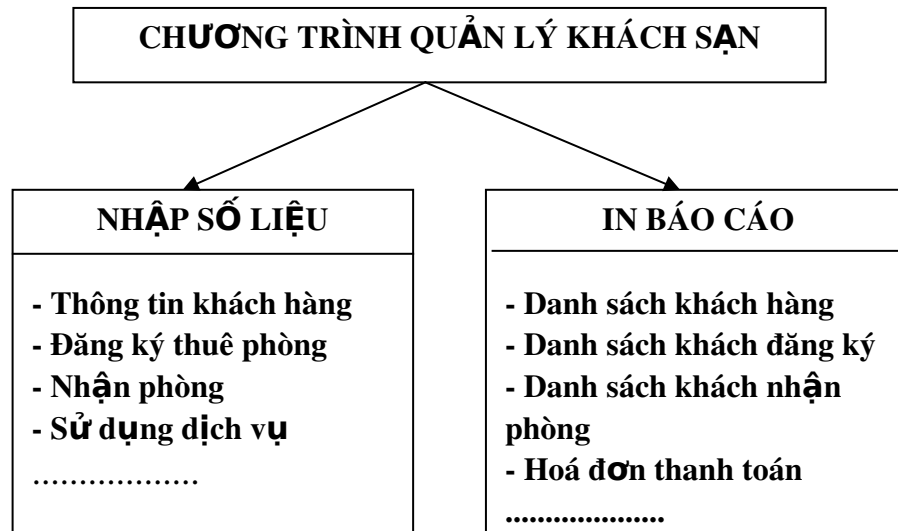 CHƯƠNG TRÌNH QUẢN LÝ KHÁCH SẠN
NHẬP SỐ LIỆU
- Thông tin khách hàng
- Đăng ký thuê phòng
- Nhận phòng
- Sử dụng dịch vụ
………………
IN BÁO CÁO
- Danh sách khách hàng
- Danh sách khách đăng ký
- Danh sách khách nhận
phòng
- Hoá đơn thanh toán
....................